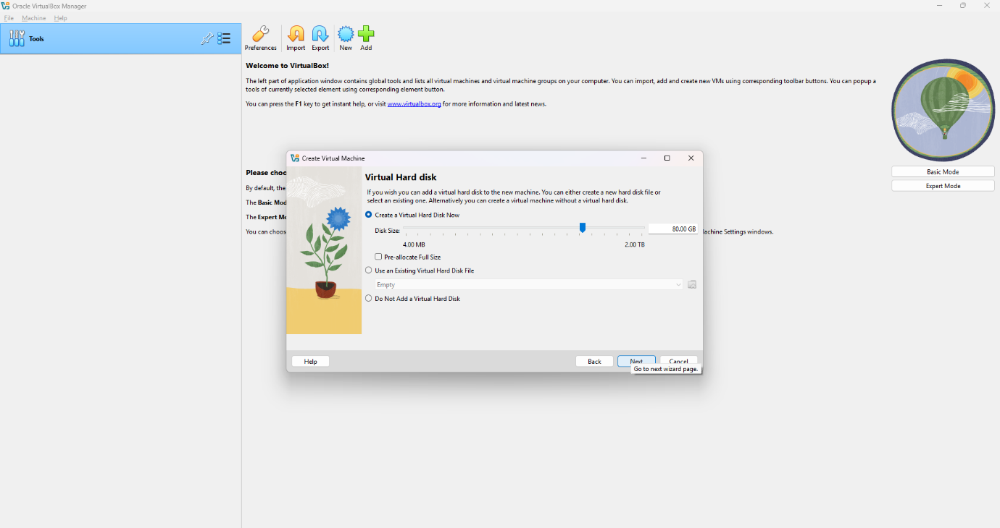 Oracle VirtualBox Manager
File Machine Help
Tools
Preferences Import Export New Add
Welcome to VirtualBox!
The left part of application window contains global tools and lists all virtual machines and virtual machine groups on your computer. You can import, add and create new VMs using corresponding toolbar buttons. You can popup a
tools of currently selected element using corresponding element button.
You can press the F1 key to get instant help, or visit www.virtualbox.org for more information and latest news.
Please choo
By default, the
The Basic Mod
The Expert Mo
You can choos
achine Settings windows.
Basic Mode
Expert Mode
Create Virtual Machine
Virtual Hard disk
If you wish you can add a virtual hard disk to the new machine. You can either create a new hard disk file or
select an existing one. Alternatively you can create a virtual machine without a virtual hard disk.
Create a Virtual Hard Disk Now
Disk Size: 80.00 GB
4.00 MB 2.00 TB
Pre-allocate Full Size
Use an Existing Virtual Hard Disk File
Empty
Do Not Add a Virtual Hard Disk
Help Back Next Cancel
Go to next wizard page.